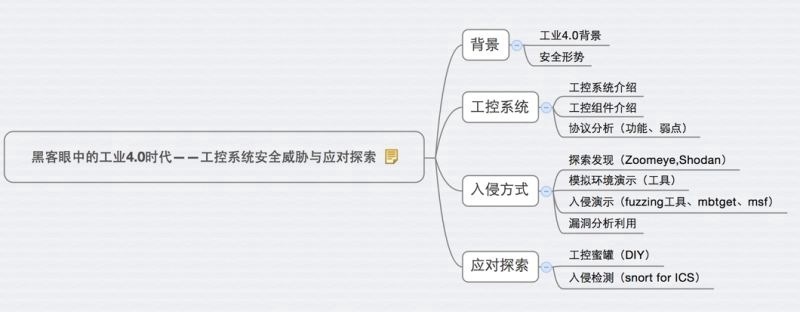 黑客眼中的工业4.0时代——工控系统安全威胁与应对探索
背景
工业4.0背景
安全形势
工控系统
工控系统介绍
工控组件介绍
协议分析（功能、弱点）
入侵方式
探索发现（Zoomeye,Shodan）
模拟环境演示（工具）
入侵演示（fuzzing工具、mbtget、msf）
漏洞分析利用
应对探索
工控蜜罐（DIY）
入侵检测（snort for ICS）